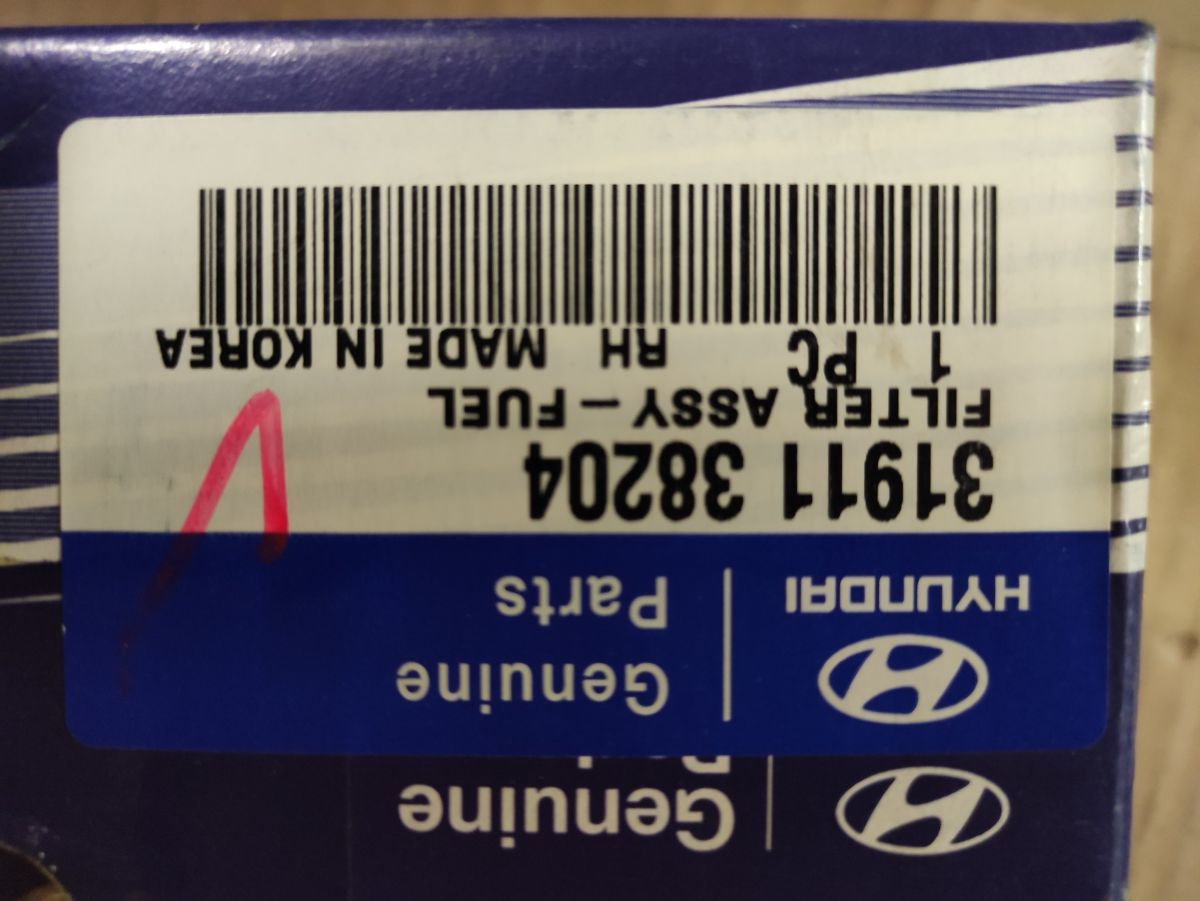 Genuine
HYUNDAI
Genuine
Parts
31911 38204
FILTER ASSY – FUEL
1 PC RH MADE IN KOREA